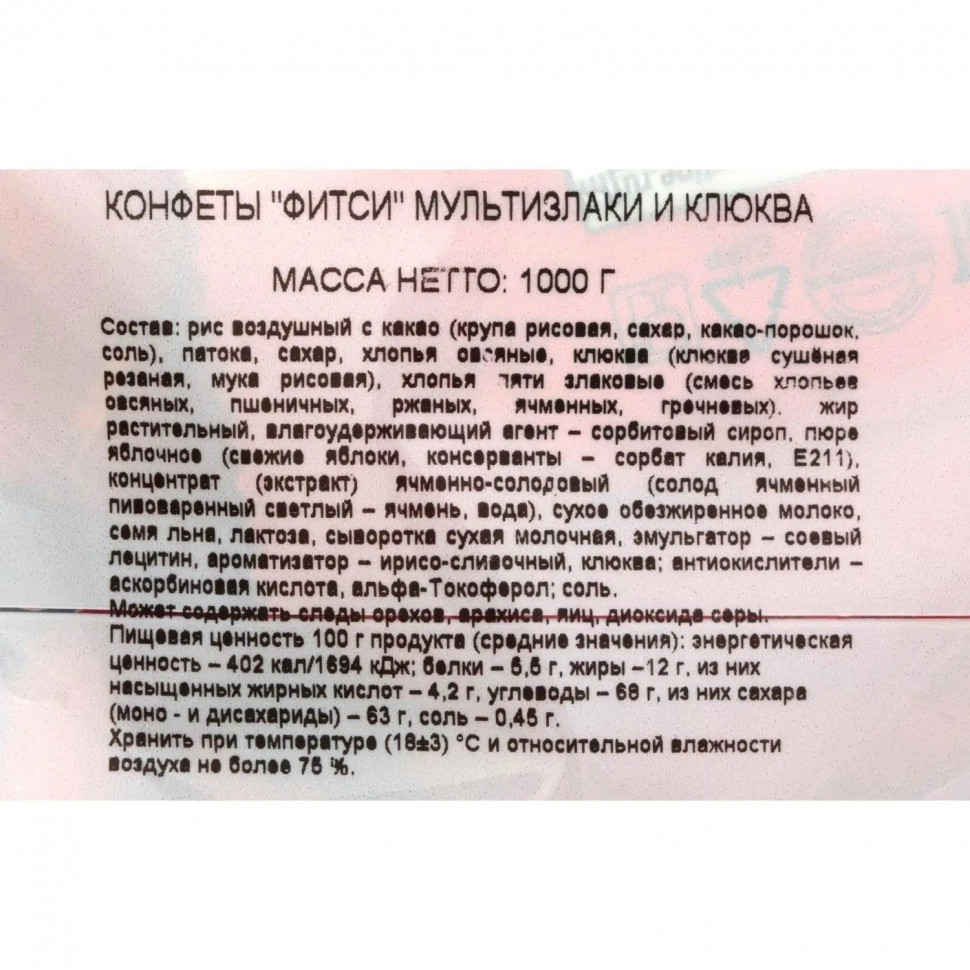 КОНФЕТЫ "ФИТСИ" МУЛЬТИЗЛАКИ И КЛЮКВА
МАССА НЕТТО: 1000 Г
Состав: рис воздушный с какао (крупа рисовая, сахар, какао-порошок,
соль), патока, сахар, хлопья овсяные, клюква (клюква сушёная
резаная, мука рисовая), хлопья пяти злаковые (смесь хлопьев
овсяных, пшеничных, ржаных, ячменных, гречневых), жир
растительный, влагоудерживающий агент – сорбитовый сироп, пюре
яблочное (свежие яблоки, консерванты – сорбат калия, Е211),
концентрат (экстракт) ячменно-солодовый (солод ячменный
пивоваренный светлый – ячмень, вода), сухое обезжиренное молоко,
семя льна, лактоза, сыворотка сухая молочная, эмульгатор – соевый
лецитин, ароматизатор – ирисо-сливочный, клюква; антиокислители –
аскорбиновая кислота, альфа-Токоферол; соль.
Может содержать следы орехов, арахиса, яиц, диоксида серы.
Пищевая ценность 100 г продукта (средние значения): энергетическая
ценность – 402 кал/1694 кДж; белки – 5,5 г, жиры –12 г, из них
насыщенных жирных кислот – 4,2 г, углеводы – 68 г, из них сахара
(моно - и дисахариды) – 63 г, соль – 0,45 г.
Хранить при температуре (18±3) °С и относительной влажности
воздуха не более 75 %.